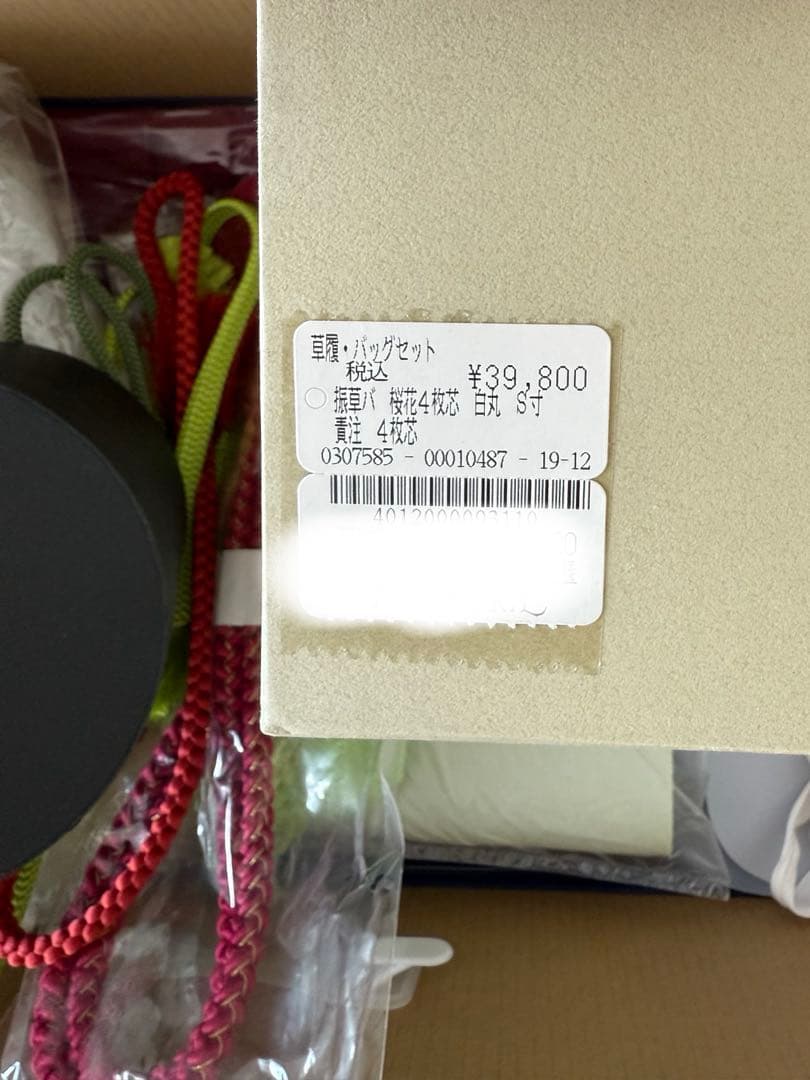 草履・バッグセット
税込 ¥39,800
振草バ 桜花4枚芯 白丸 S寸
責注 4枚芯
0307585 - 00010487 - 19-12